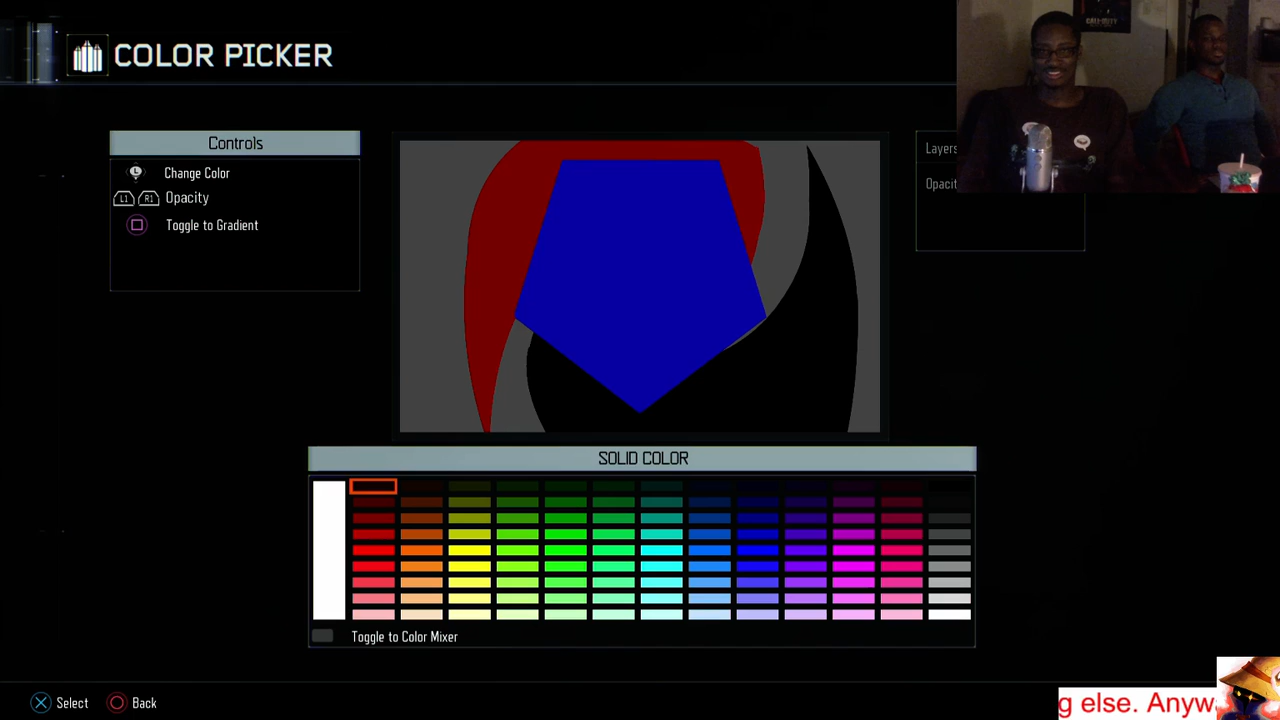 COLOR PICKER
Controls
L Change Color
L1 R1 Opacity
Toggle to Gradient
Layers
Opacit
SOLID COLOR
Toggle to Color Mixer
Select Back
g else. Anyw